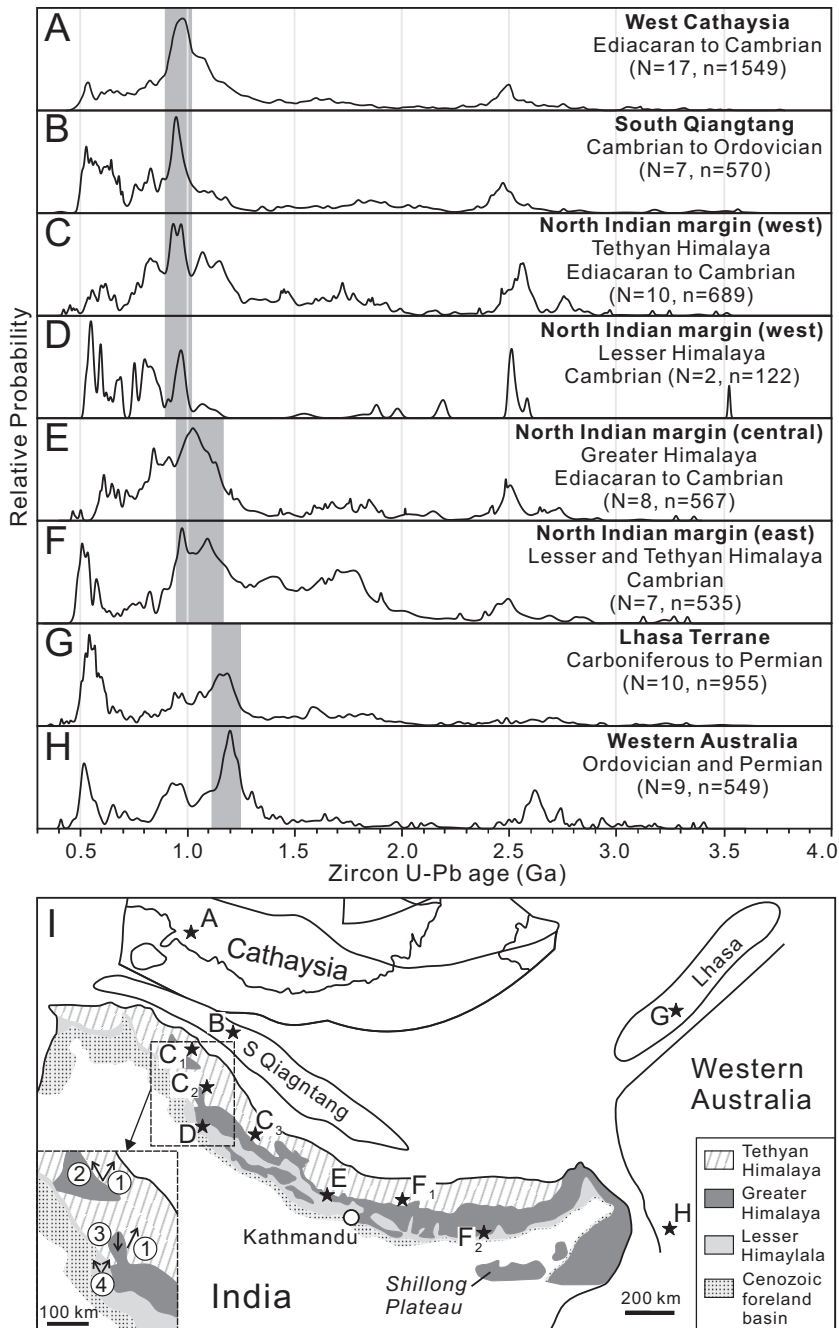 A
West Cathaysia
Ediacaran to Cambrian
(N=17, n=1549)
B
South Qiangtang
Cambrian to Ordovician
(N=7, n=570)
C
North Indian margin (west)
Tethyan Himalaya
Ediacaran to Cambrian
(N=10, n=689)
D
North Indian margin (west)
Lesser Himalaya
Cambrian (N=2, n=122)
E
North Indian margin (central)
Greater Himalaya
Ediacaran to Cambrian
(N=8, n=567)
F
North Indian margin (east)
Lesser and Tethyan Himalaya
Cambrian
(N=7, n=535)
G
Lhasa Terrane
Carboniferous to Permian
(N=10, n=955)
H
Western Australia
Ordovician and Permian
(N=9, n=549)
Relative Probability
0.5 1.0 1.5 2.0 2.5 3.0 3.5 4.0
Zircon U-Pb age (Ga)
I
A
Cathaysia
Lhasa
G
B
S Qiagntang
C1
C2
C3
D
E
F1
F2
Kathmandu
Western
Australia
H
Shillong
Plateau
India
2 1
3 1
4
100 km
200 km
Tethyan
Himalaya
Greater
Himalaya
Lesser
Himaylala
Cenozoic
foreland
basin